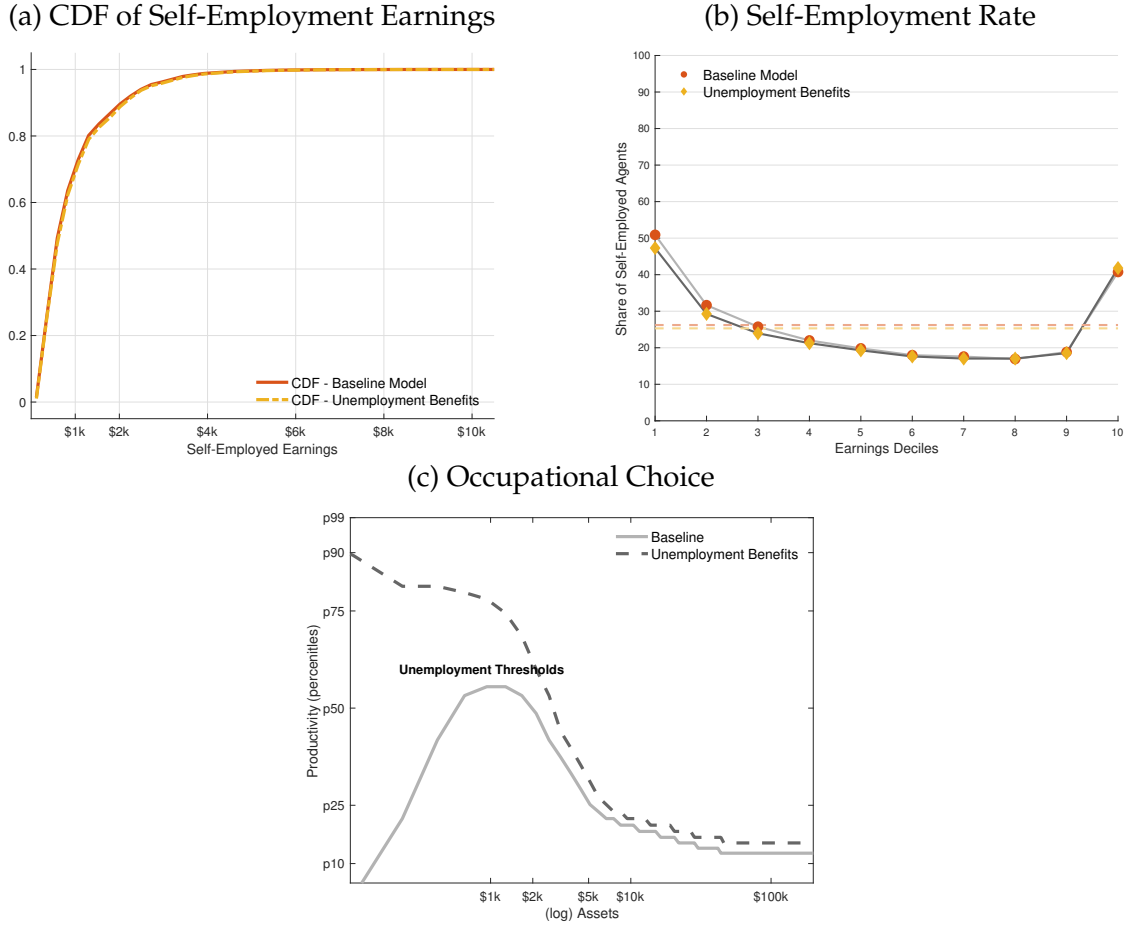 (a) CDF of Self-Employment Earnings
1
0.8
0.6
0.4
0.2
0
CDF - Baseline Model
CDF - Unemployment Benefits
$1k $2k $4k $6k $8k $10k
Self-Employed Earnings
(b) Self-Employment Rate
100
90
80
70
60
50
40
30
20
10
0
Baseline Model
Unemployment Benefits
Share of Self-Employed Agents
1 2 3 4 5 6 7 8 9 10
Earnings Deciles
(c) Occupational Choice
p99
p90
p75
p50
p25
p10
Baseline
Unemployment Benefits
Unemployment Thresholds
Productivity (percenitles)
$1k $2k $5k $10k $100k
(log) Assets